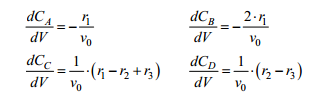 dC_A/dV = -r_1/v_0    dC_B/dV = -2·r_1/v_0
dC_C/dV = 1/v_0·(r_1-r_2+r_3)    dC_D/dV = 1/v_0·(r_2-r_3)